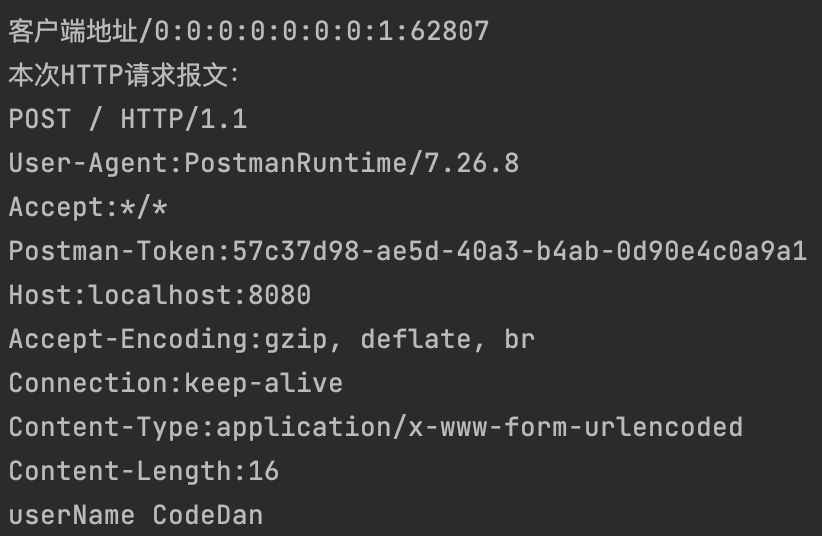 客户端地址/0:0:0:0:0:0:0:1:62807
本次HTTP请求报文：
POST / HTTP/1.1
User-Agent:PostmanRuntime/7.26.8
Accept:*/*
Postman-Token:57c37d98-ae5d-40a3-b4ab-0d90e4c0a9a1
Host:localhost:8080
Accept-Encoding:gzip, deflate, br
Connection:keep-alive
Content-Type:application/x-www-form-urlencoded
Content-Length:16
userName CodeDan